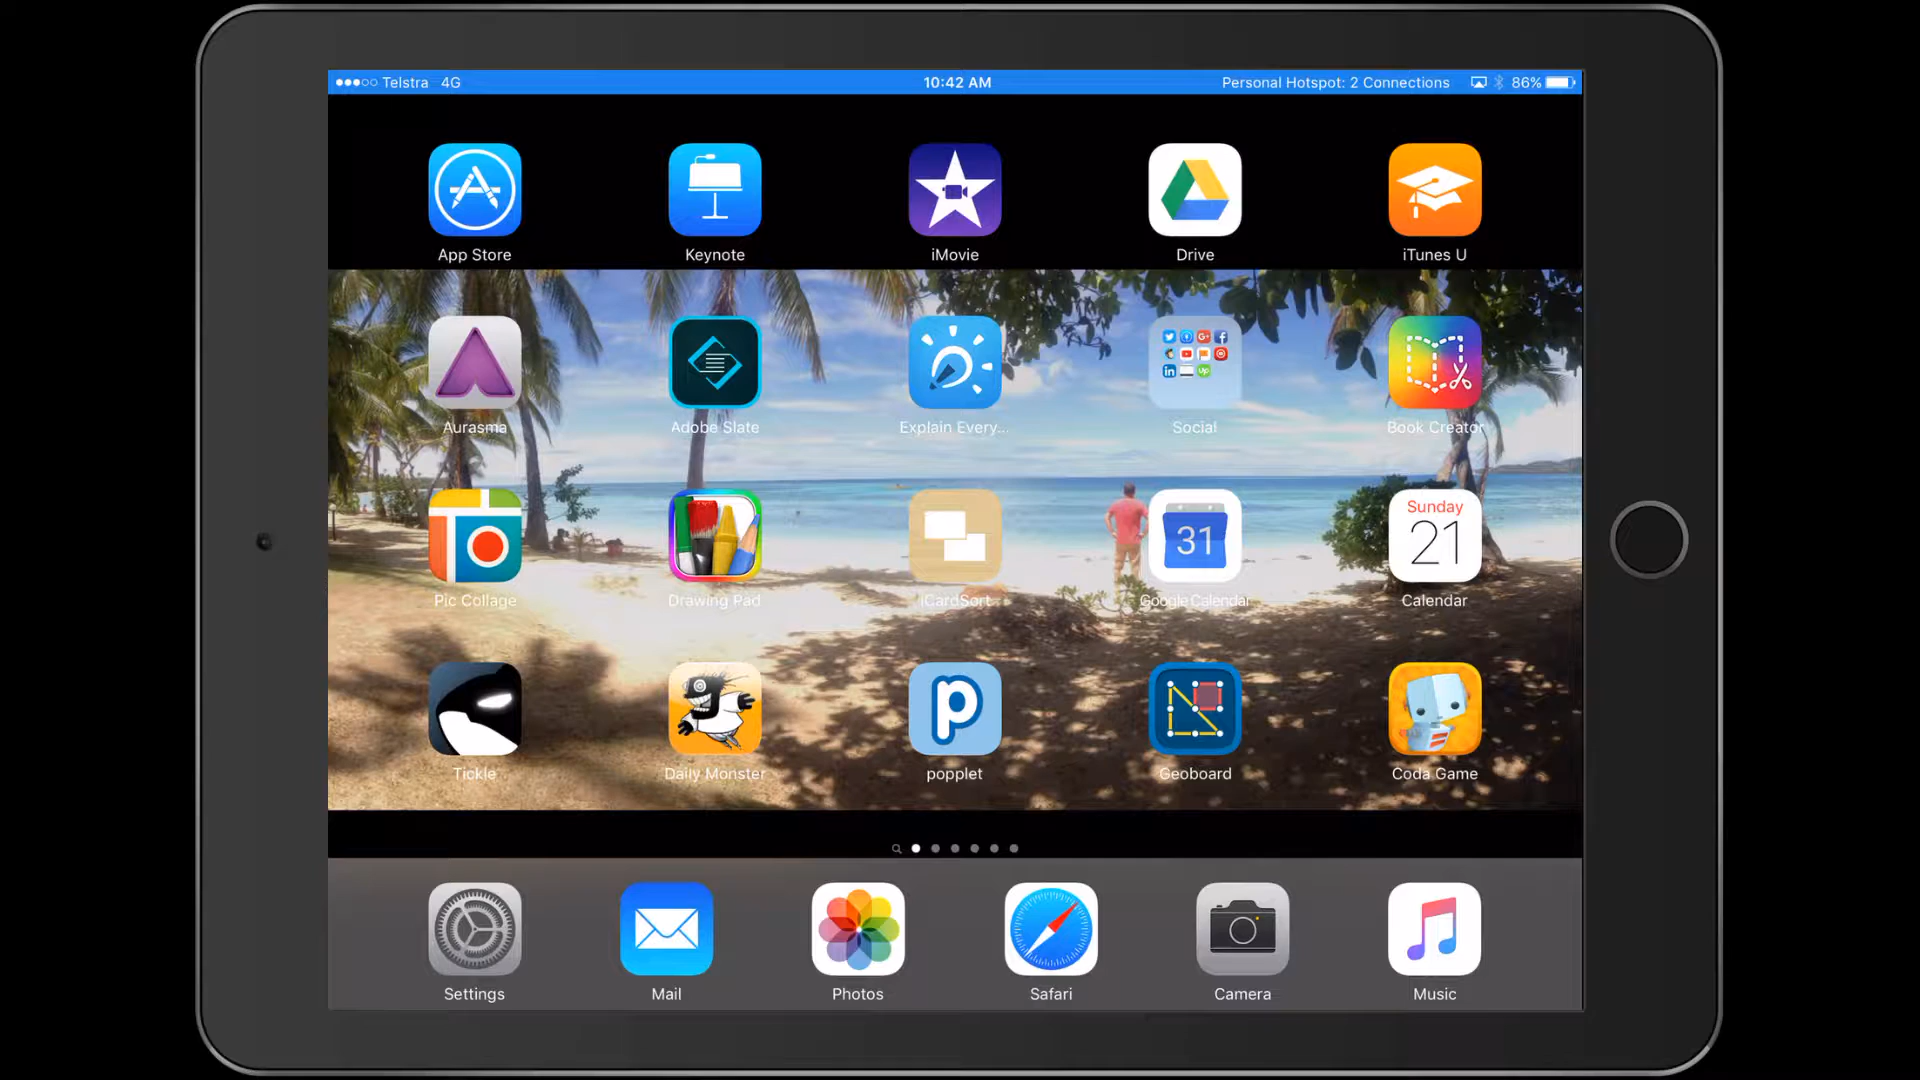 Telstra 4G 10:42 AM Personal Hotspot: 2 Connections 86%
App Store Keynote iMovie Drive iTunes U
Aurasma Adobe Slate Explain Every... Social Book Creator
Sunday
31 21
Pic Collage Drawing Pad iCardSort Google Calendar Calendar
p
Tickle Daily Monster popplet Geoboard Coda Game
Settings Mail Photos Safari Camera Music